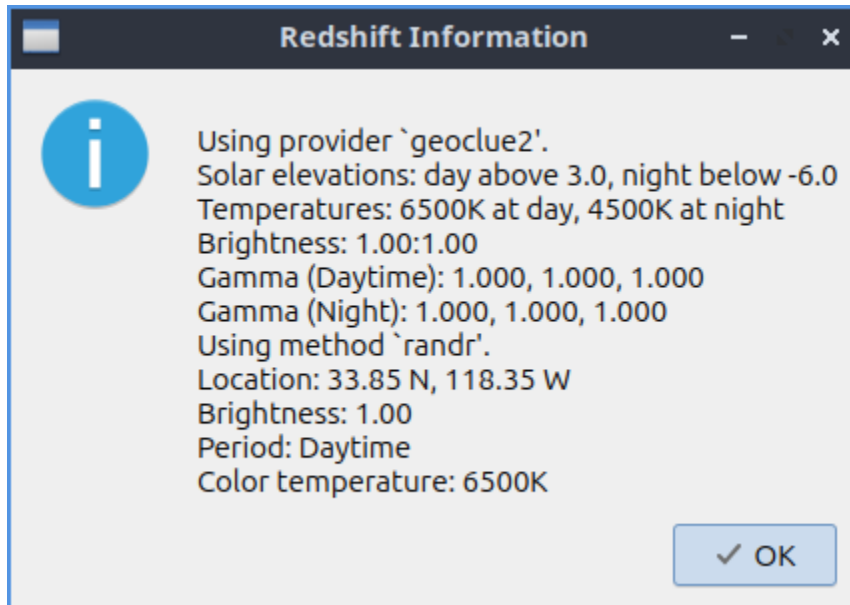 Redshift Information
Using provider `geoclue2'.
Solar elevations: day above 3.0, night below -6.0
Temperatures: 6500K at day, 4500K at night
Brightness: 1.00:1.00
Gamma (Daytime): 1.000, 1.000, 1.000
Gamma (Night): 1.000, 1.000, 1.000
Using method `randr'.
Location: 33.85 N, 118.35 W
Brightness: 1.00
Period: Daytime
Color temperature: 6500K
OK